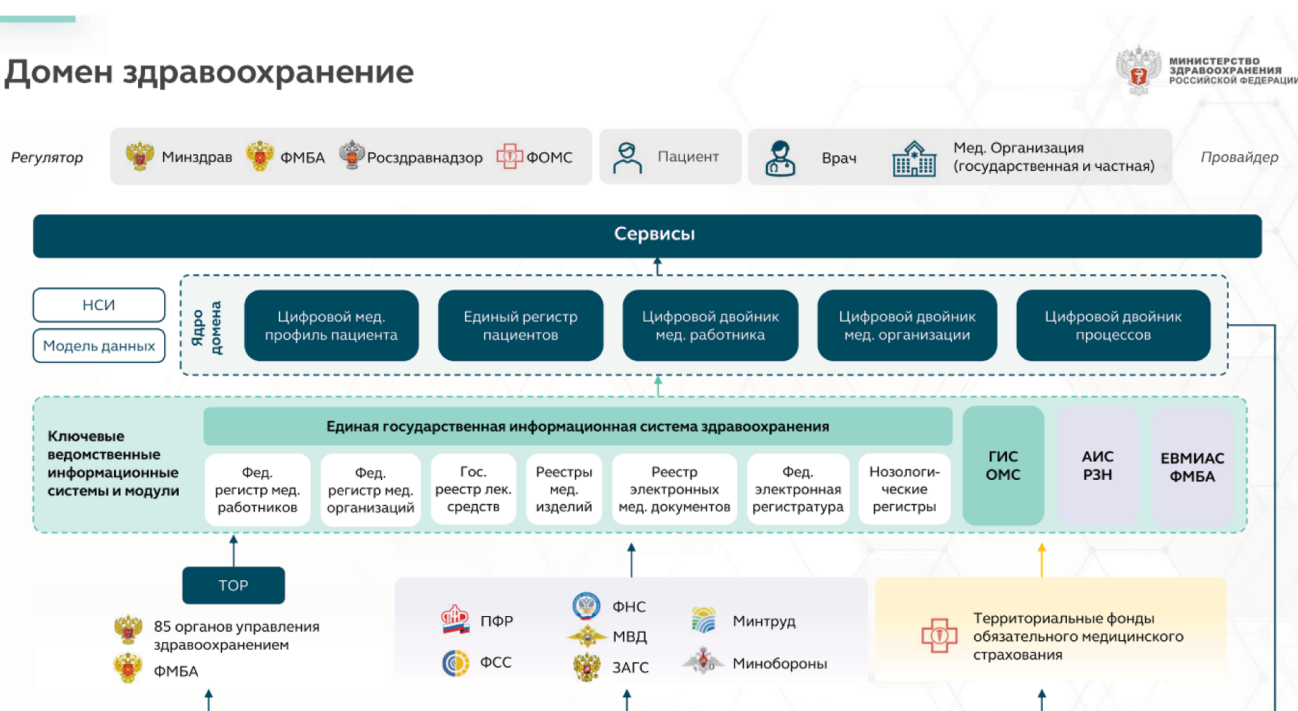 Домен здравоохранение
МИНИСТЕРСТВО
ЗДРАВООХРАНЕНИЯ
РОССИЙСКОЙ ФЕДЕРАЦИИ
Регулятор
Минздрав
ФМБА
Росздравнадзор
ФОМС
Пациент
Врач
Мед. Организация
(государственная и частная)
Провайдер
Сервисы
НСИ
Модель данных
Ядро
домена
Цифровой мед.
профиль пациента
Единый регистр
пациентов
Цифровой двойник
мед. работника
Цифровой двойник
мед. организации
Цифровой двойник
процессов
Ключевые
ведомственные
информационные
системы и модули
Единая государственная информационная система здравоохранения
Фед.
регистр мед.
работников
Фед.
регистр мед.
организаций
Гос.
реестр лек.
средств
Реестры
мед.
изделий
Реестр
электронных
мед. документов
Фед.
электронная
регистратура
Нозологи-
ческие
регистры
ГИС
ОМС
АИС
РЗН
ЕВМИАС
ФМБА
ТОР
85 органов управления
здравоохранением
ФМБА
ПФР
ФСС
ФНС
МВД
ЗАГС
Минтруд
Минобороны
Территориальные фонды
обязательного медицинского
страхования